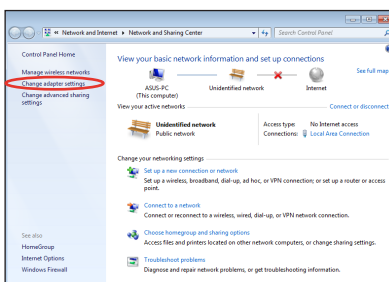 « Network and Internet ▸ Network and Sharing Center
Search Control Panel
Control Panel Home
Manage wireless networks
Change adapter settings
Change advanced sharing
settings
View your basic network information and set up connections
See full map
ASUS-PC
(This computer)
Unidentified network
Internet
View your active networks
Connect or disconnect
Unidentified network
Public network
Access type: No Internet access
Connections: Local Area Connection
Change your networking settings
Set up a new connection or network
Set up a wireless, broadband, dial-up, ad hoc, or VPN connection; or set up a router or access
point.
Connect to a network
Connect or reconnect to a wireless, wired, dial-up, or VPN network connection.
Choose homegroup and sharing options
Access files and printers located on other network computers, or change sharing settings.
Troubleshoot problems
Diagnose and repair network problems, or get troubleshooting information.
See also
HomeGroup
Internet Options
Windows Firewall